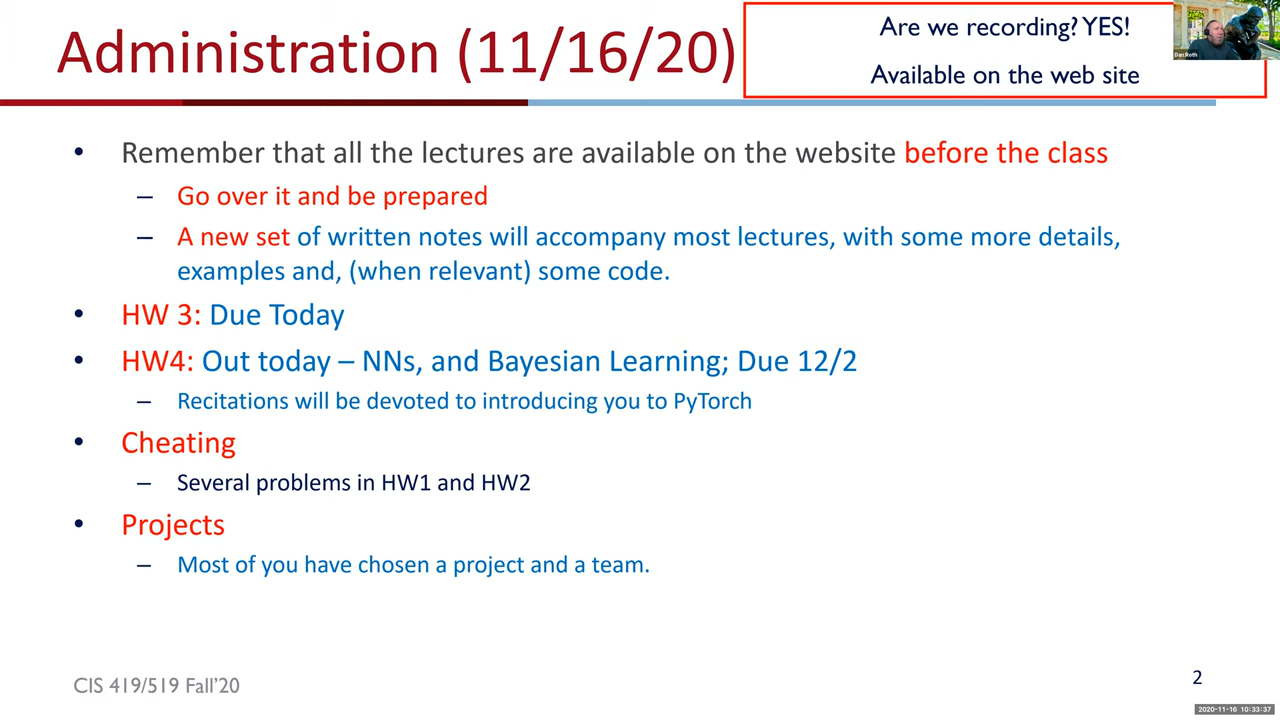 Administration (11/16/20)
Are we recording? YES!
Available on the web site
Dan Roth
• Remember that all the lectures are available on the website before the class
– Go over it and be prepared
– A new set of written notes will accompany most lectures, with some more details,
examples and, (when relevant) some code.
• HW 3: Due Today
• HW4: Out today – NNs, and Bayesian Learning; Due 12/2
– Recitations will be devoted to introducing you to PyTorch
• Cheating
– Several problems in HW1 and HW2
• Projects
– Most of you have chosen a project and a team.
CIS 419/519 Fall’20
2
2020-11-16 10:33:37